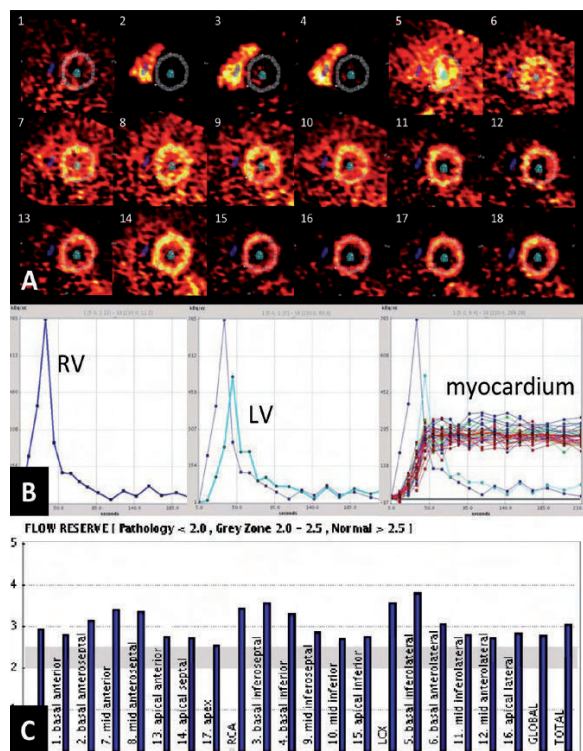 1 2 3 4 5 6
7 8 9 10 11 12
13 14 15 16 17 18
A
RV
LV
myocardium
seconds
seconds
seconds
B
FLOW RESERVE [ Pathology < 2.0 , Grey Zone 2.0 - 2.5 , Normal > 2.5 ]
5
4
3
2
1. basal anterior
2. basal anteroseptal
7. mid anterior
8. mid anteroseptal
13. apical anterior
14. apical septal
17. apex
RCA
3. basal inferoseptal
4. basal inferior
9. mid inferoseptal
10. mid inferior
15. apical inferior
LCX
5. basal inferolateral
6. basal anterolateral
11. mid inferolateral
12. mid anterolateral
16. apical lateral
GLOBAL
TOTAL
C